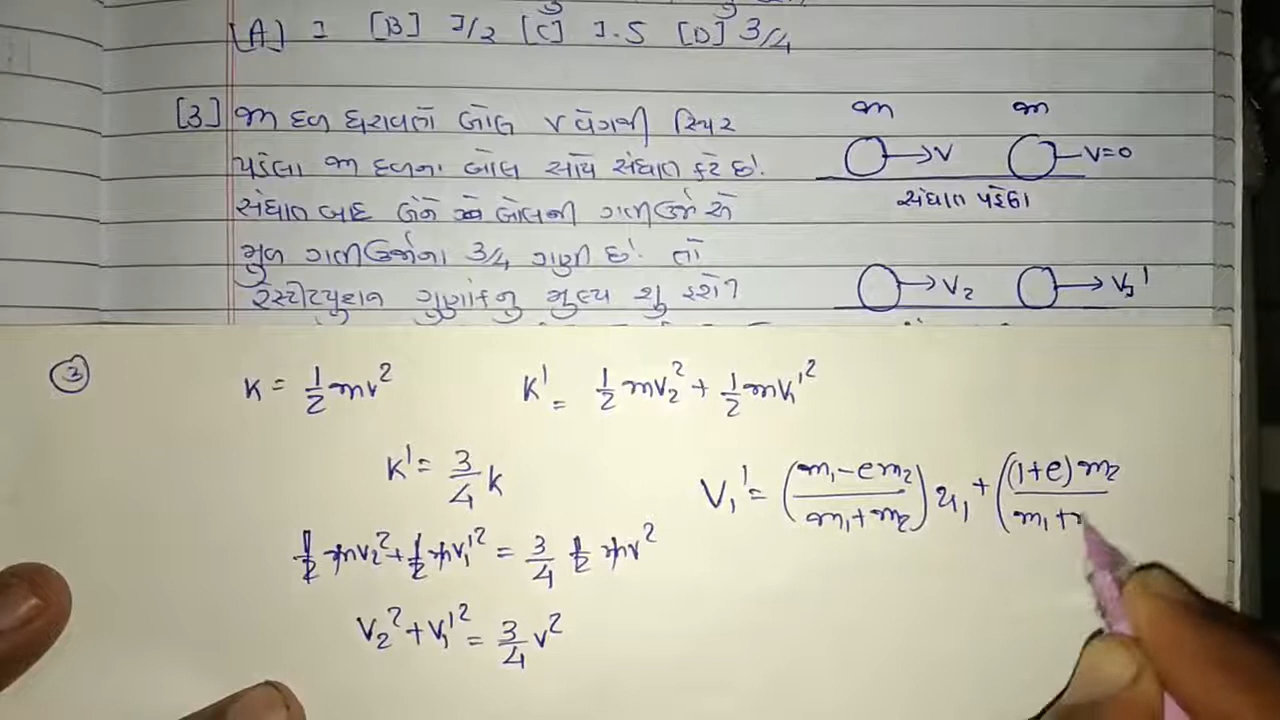 [A] 1 [B] 1/2 [C] 1.5 [D] 3/4
[3] m દળ ધરાવતો બોલ v વેગથી સ્થિર
પડેલા m દળના બોલ સાથે સંઘાત કરે છે.
સંઘાત બાદ બંને બોલની ગતિઉર્જા એ
મુળ ગતિઉર્જાના 3/4 ગણી છે. તો
રેસ્ટીટ્યુશન ગુણાંકનુ મુલ્ય શું હશે?
m m
V V=0
સંઘાત પહેલા
V₂ V₁'
③ K = 1/2 mv² K' = 1/2 mV₂² + 1/2 mV₁'²
K' = 3/4 K
1/2 mV₂² + 1/2 mV₁'² = 3/4 1/2 mv²
V₂² + V₁'² = 3/4 v²
V₁' = (m₁-em₂ / m₁+m₂) u₁ + ((1+e) m₂ / m₁+